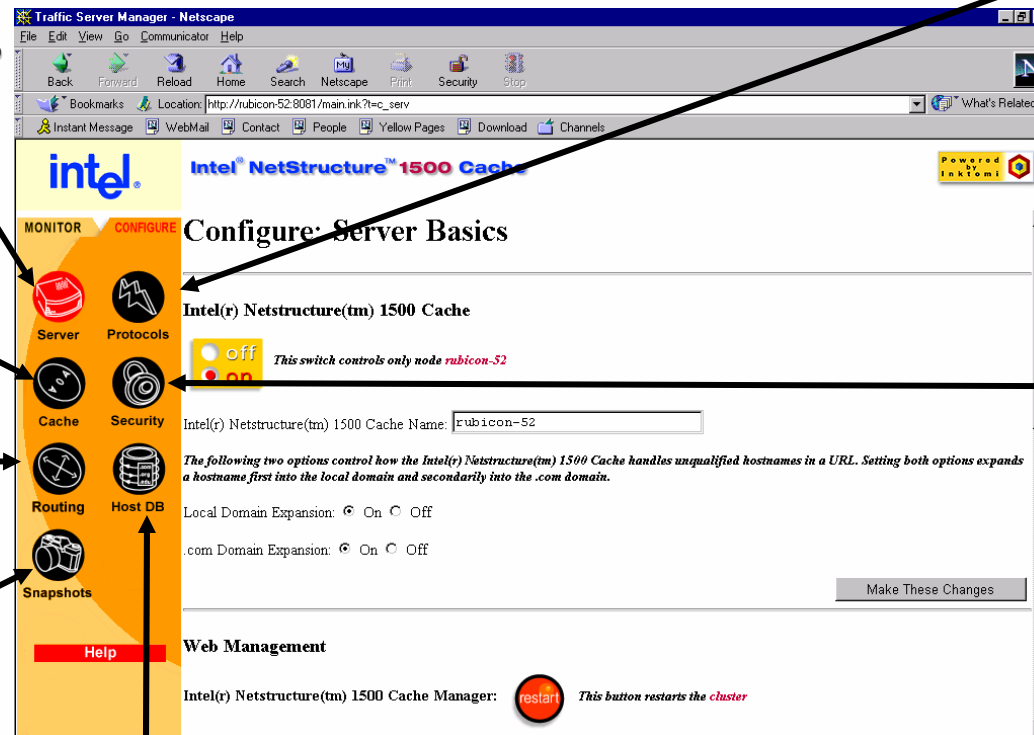 Traffic Server Manager - Netscape
File Edit View Go Communicator Help
Back Forward Reload Home Search Netscape Print Security Stop
My
N
Bookmarks Location: http://rubicon-52:8081/main.ink?t=c_serv What's Related
Instant Message WebMail Contact People Yellow Pages Download Channels
intel®
Intel® NetStructure™ 1500 Cache
Powered
by
Inktomi
MONITOR CONFIGURE
Configure: Server Basics
Intel(r) Netstructure(tm) 1500 Cache
Server Protocols
off
on
This switch controls only node rubicon-52
Cache Security
Intel(r) Netstructure(tm) 1500 Cache Name: rubicon-52
The following two options control how the Intel(r) Netstructure(tm) 1500 Cache handles unqualified hostnames in a URL. Setting both options expands
a hostname first into the local domain and secondarily into the .com domain.
Routing Host DB
Local Domain Expansion: On Off
.com Domain Expansion: On Off
Snapshots
Make These Changes
Help
Web Management
Intel(r) Netstructure(tm) 1500 Cache Manager: restart This button restarts the cluster